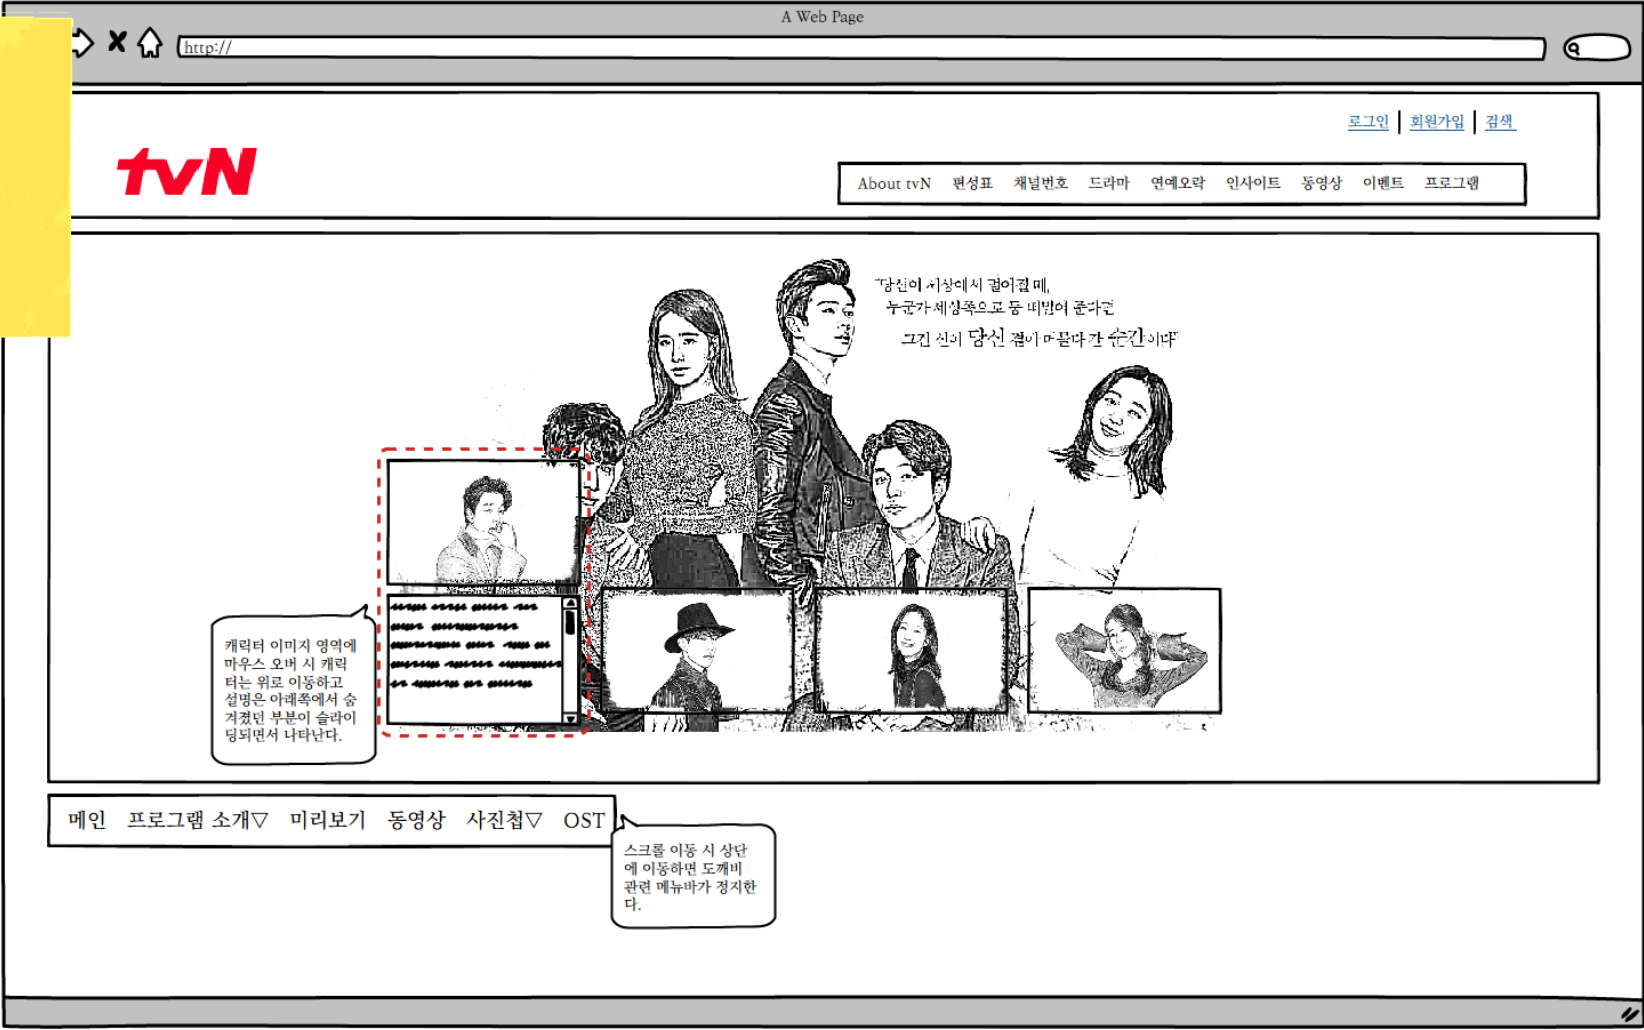 A Web Page
http://
로그인 | 회원가입 | 검색
tvN
About tvN 편성표 채널번호 드라마 연예오락 인사이트 동영상 이벤트 프로그램
"당신이 세상에서 멀어질 때,
누군가 세상쪽으로 등 떠밀어 준다면
그건 신이 당신 곁에 머물다 간 순간이다"
캐릭터 이미지 영역에
마우스 오버 시 캐릭
터는 위로 이동하고
설명은 아래쪽에서 숨
겨졌던 부분이 슬라이
딩되면서 나타난다.
메인 프로그램 소개▽ 미리보기 동영상 사진첩▽ OST
스크롤 이동 시 상단
에 이동하면 도깨비
관련 메뉴바가 정지한
다.